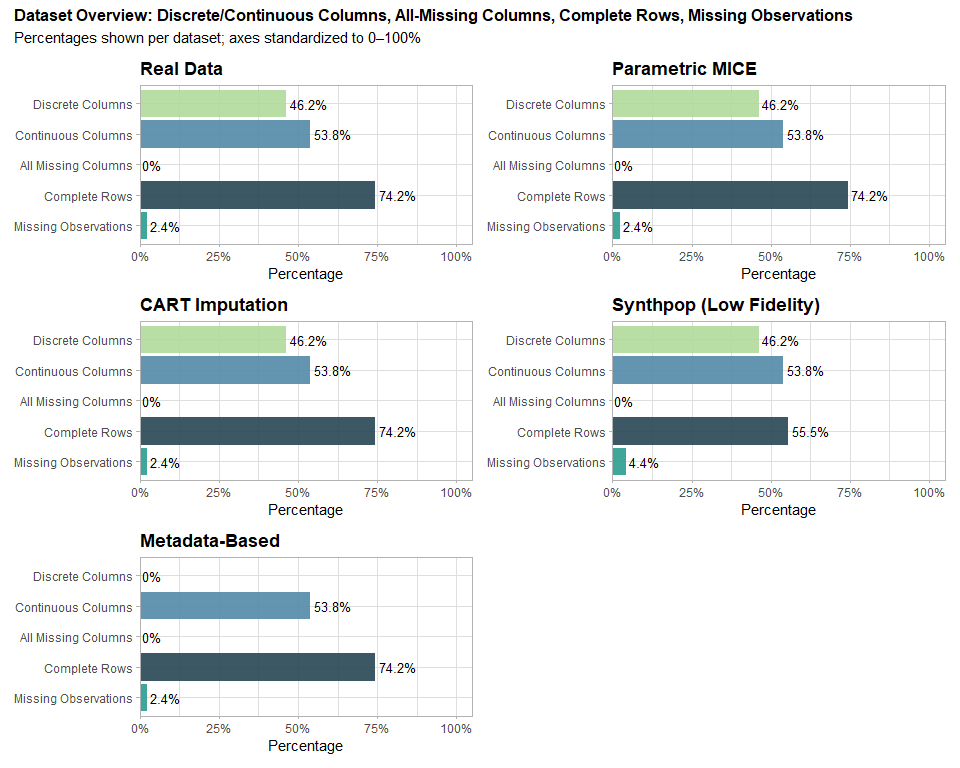 Dataset Overview: Discrete/Continuous Columns, All-Missing Columns, Complete Rows, Missing Observations
Percentages shown per dataset; axes standardized to 0–100%
Real Data
Discrete Columns 46.2%
Continuous Columns 53.8%
All Missing Columns 0%
Complete Rows 74.2%
Missing Observations 2.4%
0% 25% 50% 75% 100%
Percentage
Parametric MICE
Discrete Columns 46.2%
Continuous Columns 53.8%
All Missing Columns 0%
Complete Rows 74.2%
Missing Observations 2.4%
0% 25% 50% 75% 100%
Percentage
CART Imputation
Discrete Columns 46.2%
Continuous Columns 53.8%
All Missing Columns 0%
Complete Rows 74.2%
Missing Observations 2.4%
0% 25% 50% 75% 100%
Percentage
Synthpop (Low Fidelity)
Discrete Columns 46.2%
Continuous Columns 53.8%
All Missing Columns 0%
Complete Rows 55.5%
Missing Observations 4.4%
0% 25% 50% 75% 100%
Percentage
Metadata-Based
Discrete Columns 0%
Continuous Columns 53.8%
All Missing Columns 0%
Complete Rows 74.2%
Missing Observations 2.4%
0% 25% 50% 75% 100%
Percentage